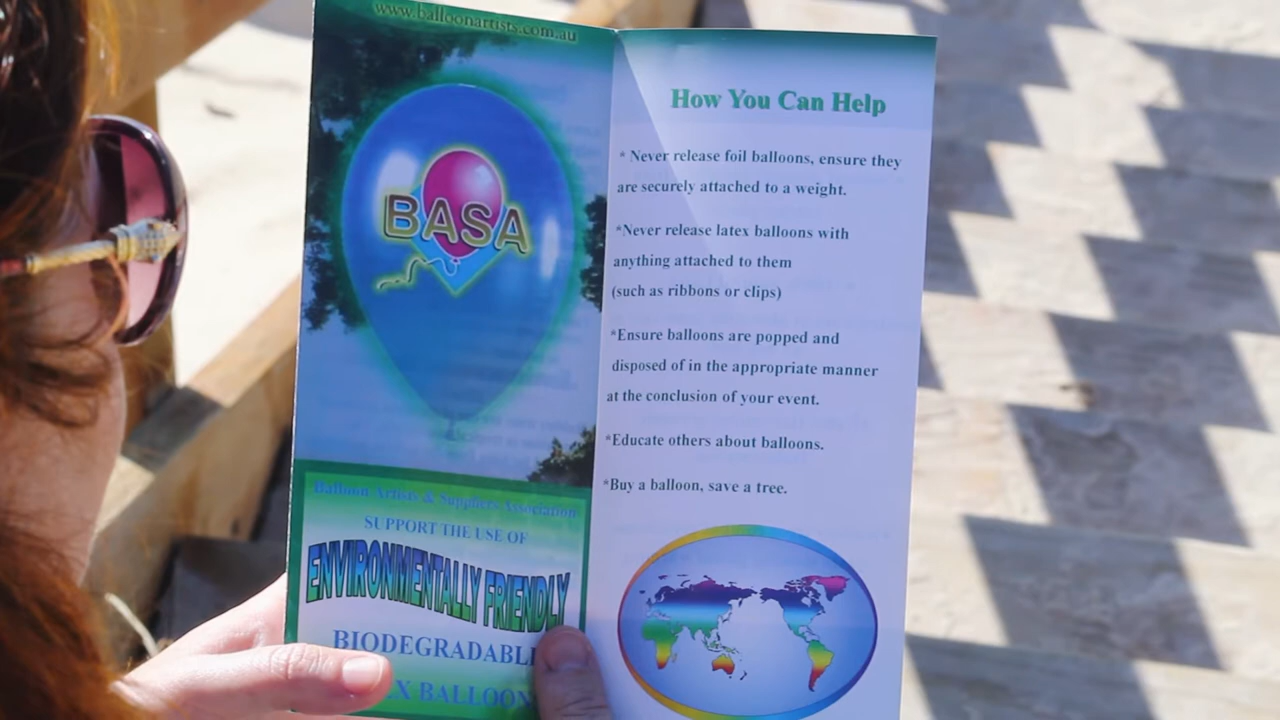 www.balloonartists.com.au
BASA
Balloon Artists & Suppliers Association
SUPPORT THE USE OF
ENVIRONMENTALLY FRIENDLY
BIODEGRADABL
X BALLOON
How You Can Help
* Never release foil balloons, ensure they
are securely attached to a weight.
*Never release latex balloons with
anything attached to them
(such as ribbons or clips)
*Ensure balloons are popped and
disposed of in the appropriate manner
at the conclusion of your event.
*Educate others about balloons.
*Buy a balloon, save a tree.